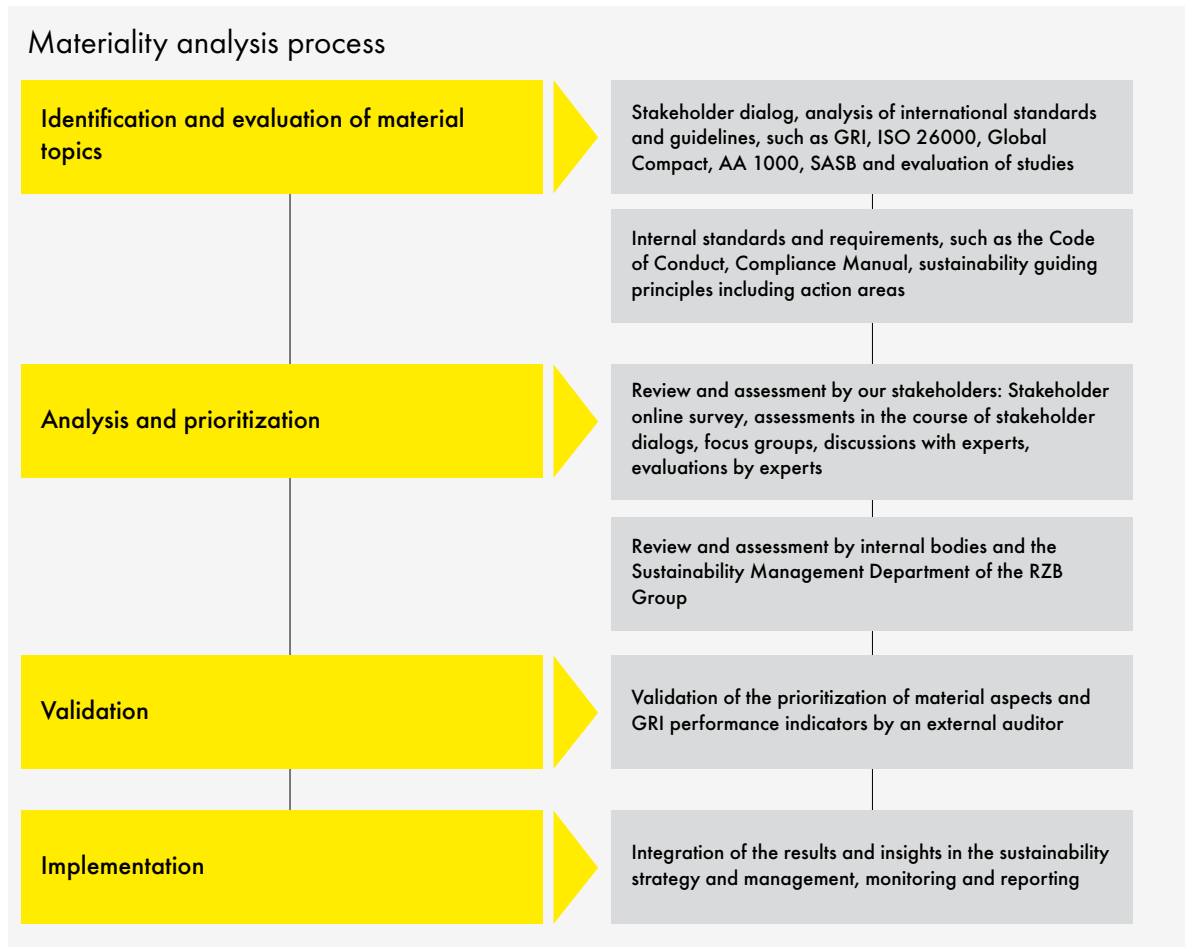 Materiality analysis process
Identification and evaluation of material
topics
Stakeholder dialog, analysis of international standards
and guidelines, such as GRI, ISO 26000, Global
Compact, AA 1000, SASB and evaluation of studies
Internal standards and requirements, such as the Code
of Conduct, Compliance Manual, sustainability guiding
principles including action areas
Analysis and prioritization
Review and assessment by our stakeholders: Stakeholder
online survey, assessments in the course of stakeholder
dialogs, focus groups, discussions with experts,
evaluations by experts
Review and assessment by internal bodies and the
Sustainability Management Department of the RZB
Group
Validation
Validation of the prioritization of material aspects and
GRI performance indicators by an external auditor
Implementation
Integration of the results and insights in the sustainability
strategy and management, monitoring and reporting